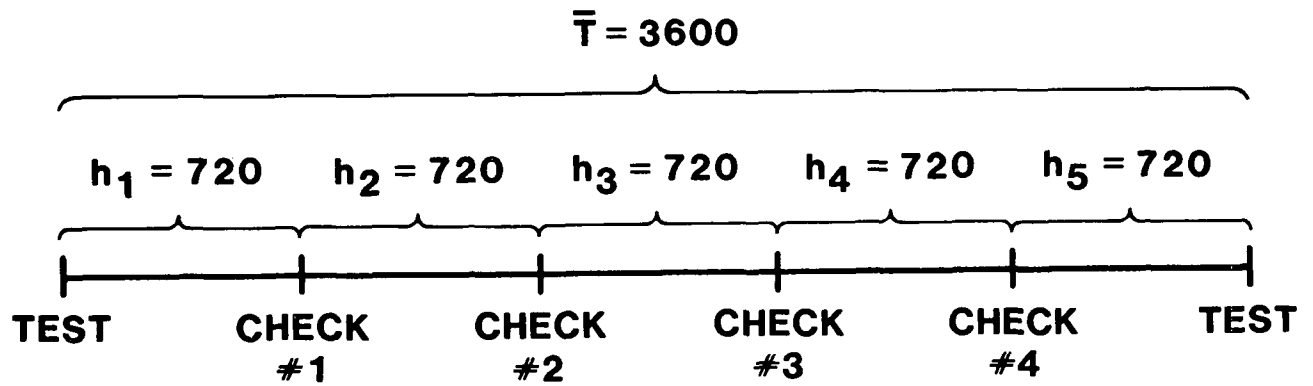 T̅ = 3600
h₁ = 720 h₂ = 720 h₃ = 720 h₄ = 720 h₅ = 720
TEST CHECK CHECK CHECK CHECK TEST
#1 #2 #3 #4